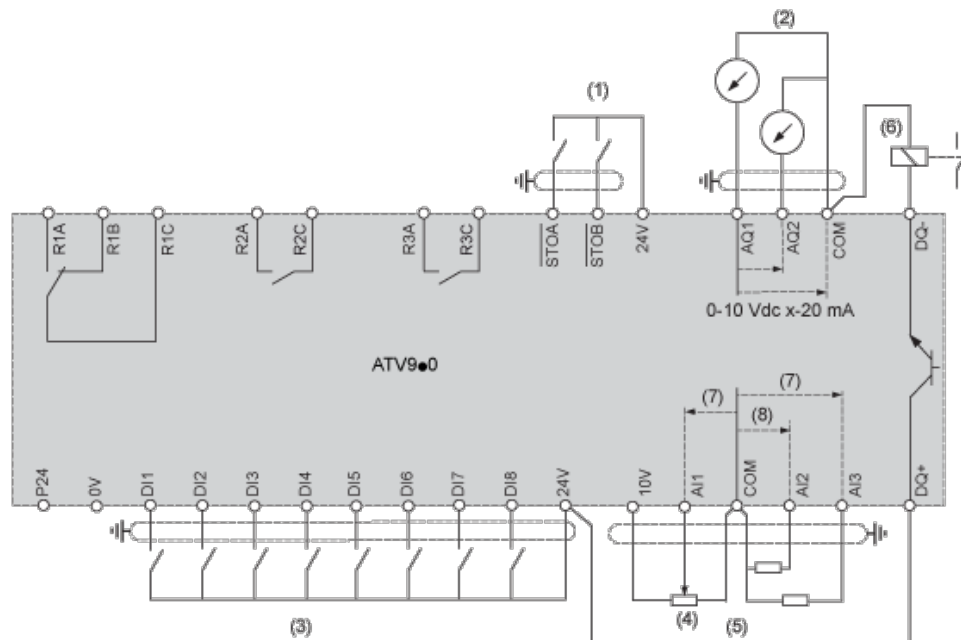 (2)
(1)
(6)
R1A R1B R1C R2A R2C R3A R3C STOA STOB 24V AQ1 AQ2 COM DQ-
0-10 Vdc x-20 mA
ATV9●0
(7) (7)
(8)
P24 0V DI1 DI2 DI3 DI4 DI5 DI6 DI7 DI8 24V 10V AI1 COM AI2 AI3 DQ+
(3) (4) (5)